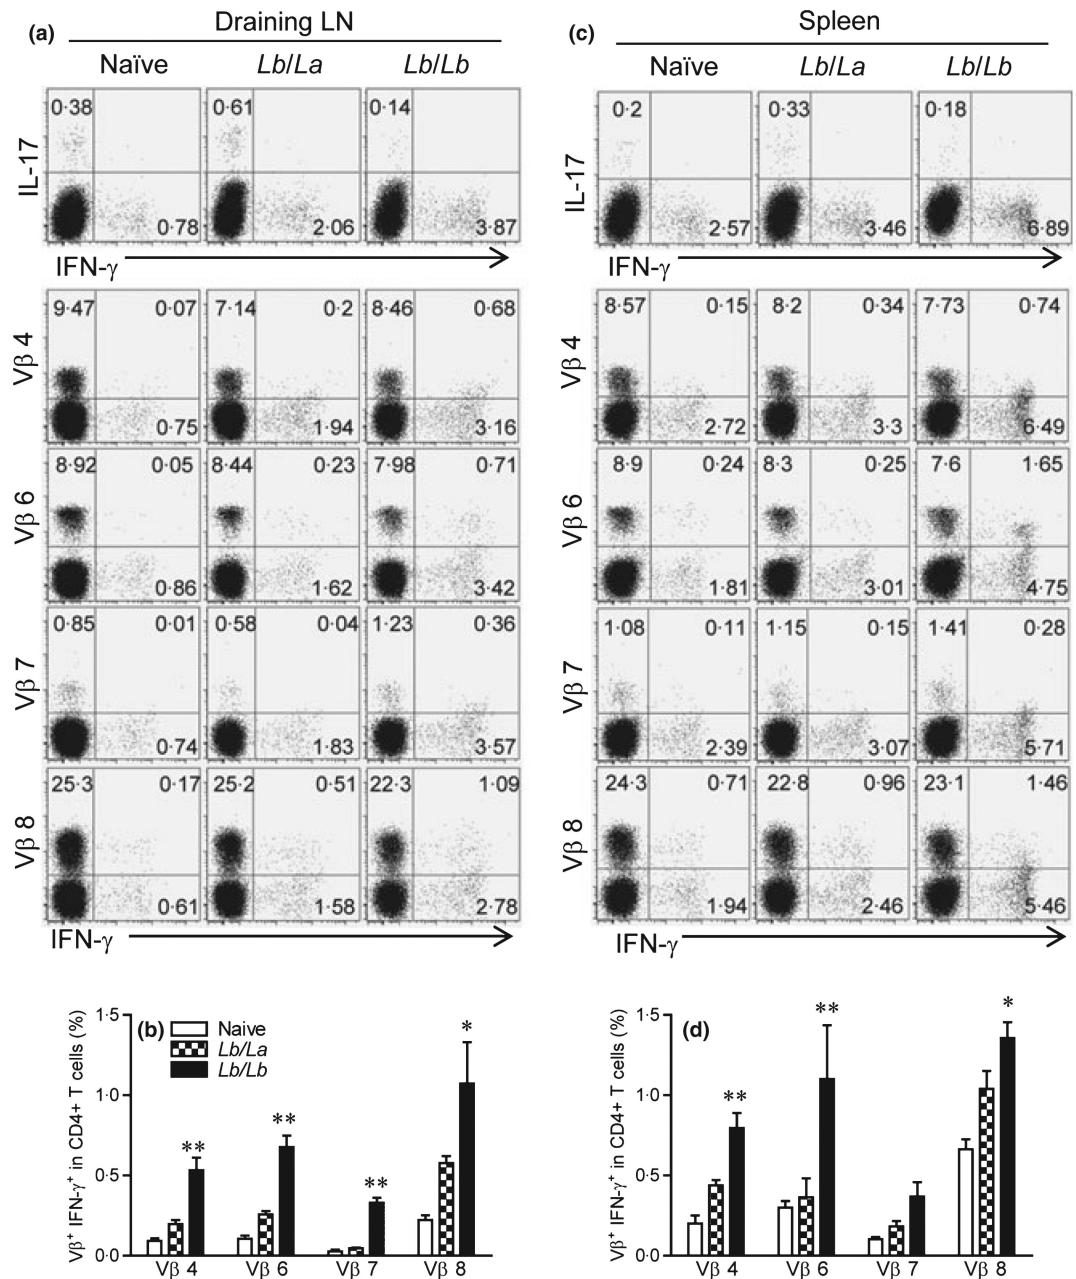 (a)
Draining LN
Naïve Lb/La Lb/Lb
IL-17
0·38 0·61 0·14
0·78 2·06 3·87
IFN-γ
Vβ 4
9·47 0·07 7·14 0·2 8·46 0·68
0·75 1·94 3·16
Vβ 6
8·92 0·05 8·44 0·23 7·98 0·71
0·86 1·62 3·42
Vβ 7
0·85 0·01 0·58 0·04 1·23 0·36
0·74 1·83 3·57
Vβ 8
25·3 0·17 25·2 0·51 22·3 1·09
0·61 1·58 2·78
IFN-γ
(c)
Spleen
Naïve Lb/La Lb/Lb
IL-17
0·2 0·33 0·18
2·57 3·46 6·89
IFN-γ
Vβ 4
8·57 0·15 8·2 0·34 7·73 0·74
2·72 3·3 6·49
Vβ 6
8·9 0·24 8·3 0·25 7·6 1·65
1·81 3·01 4·75
Vβ 7
1·08 0·11 1·15 0·15 1·41 0·28
2·39 3·07 5·71
Vβ 8
24·3 0·71 22·8 0·96 23·1 1·46
1·94 2·46 5·46
IFN-γ
(b)
Vβ⁺ IFN-γ⁺ in CD4+ T cells (%)
1·5
1·0
0·5
0·0
Naive
Lb/La
Lb/Lb
** ** ** *
Vβ 4 Vβ 6 Vβ 7 Vβ 8
(d)
Vβ⁺ IFN-γ⁺ in CD4+ T cells (%)
1·5
1·0
0·5
0·0
** ** *
Vβ 4 Vβ 6 Vβ 7 Vβ 8